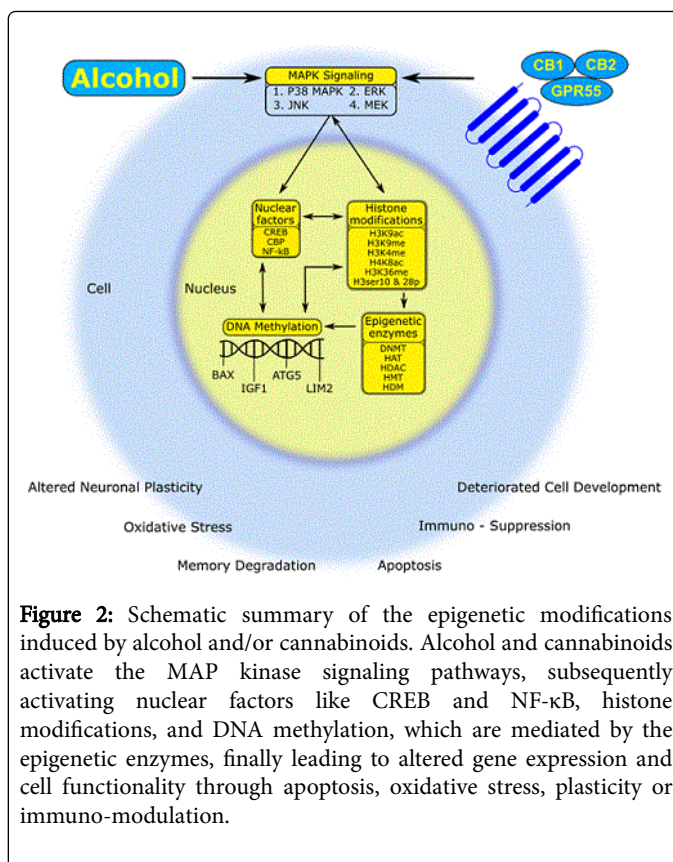 Alcohol
MAPK Signaling
1. P38 MAPK 2. ERK
3. JNK 4. MEK
CB1 CB2
GPR55
Nuclear
factors
CREB
CBP
NF-kB
Histone
modifications
H3K9ac
H3K9me
H3K4me
H4K8ac
H3K36me
H3ser10 & 28p
Cell
Nucleus
DNA Methylation
Epigenetic
enzymes
DNMT
HAT
HDAC
HMT
HDM
BAX
IGF1
ATG5
LIM2
Altered Neuronal Plasticity
Deteriorated Cell Development
Oxidative Stress
Immuno - Suppression
Memory Degradation
Apoptosis
Figure 2: Schematic summary of the epigenetic modifications
induced by alcohol and/or cannabinoids. Alcohol and cannabinoids
activate the MAP kinase signaling pathways, subsequently
activating nuclear factors like CREB and NF-κB, histone
modifications, and DNA methylation, which are mediated by the
epigenetic enzymes, finally leading to altered gene expression and
cell functionality through apoptosis, oxidative stress, plasticity or
immuno-modulation.